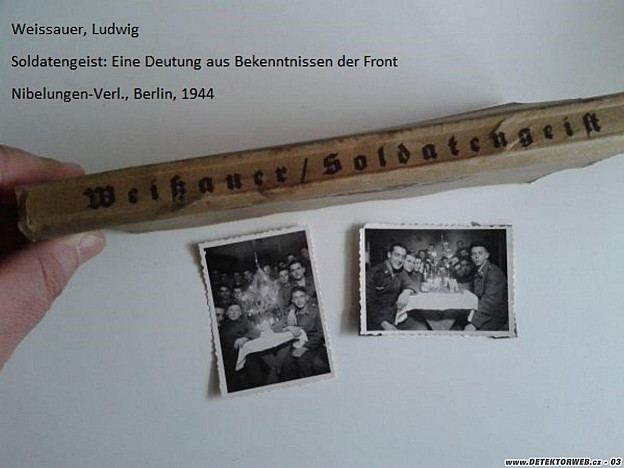 Weissauer, Ludwig
Soldatengeist: Eine Deutung aus Bekenntnissen der Front
Nibelungen-Verl., Berlin, 1944
Weißauer / Soldatengeist
www.DETEKTORWEB.cz - 03